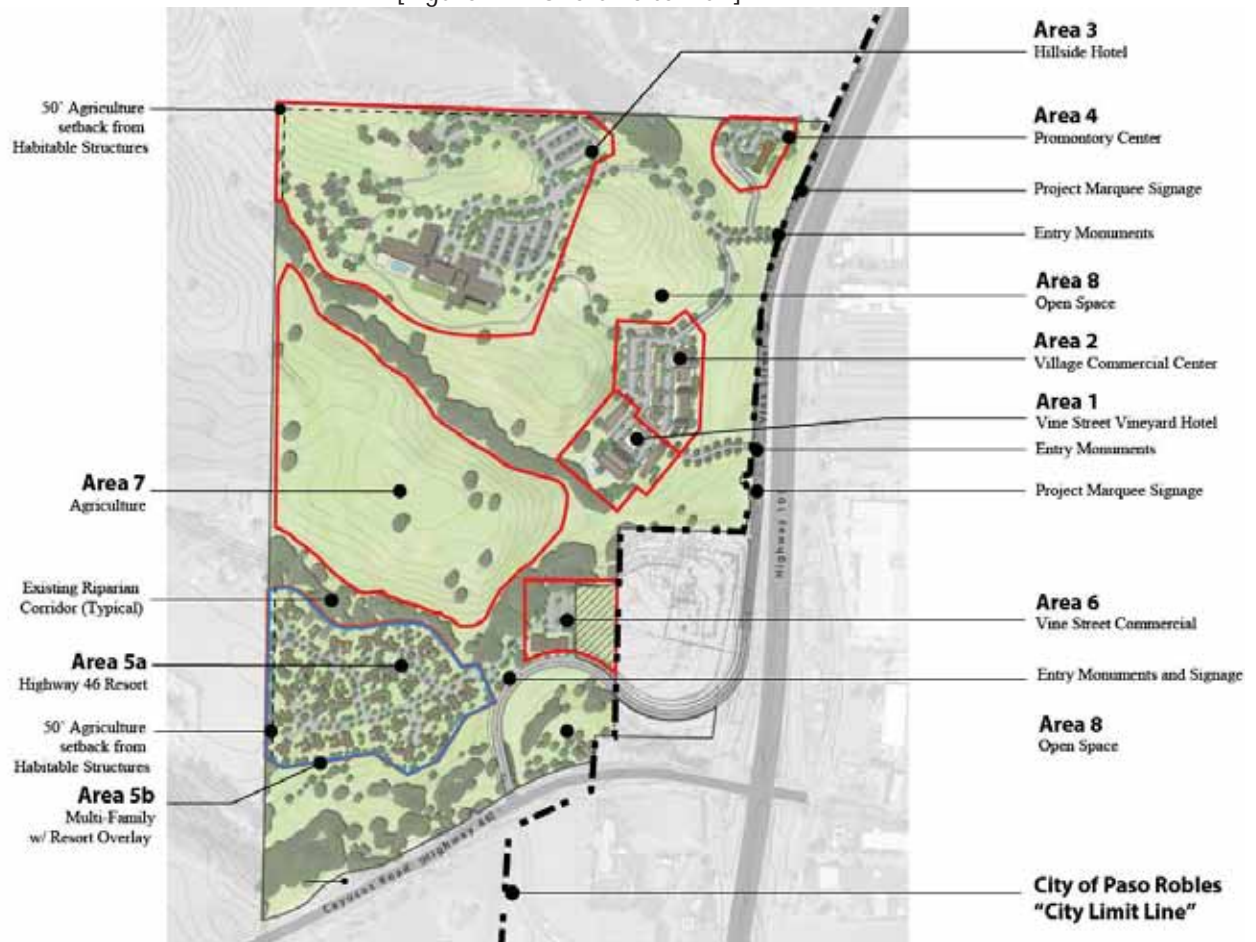 50' Agriculture
setback from
Habitable Structures
Area 7
Agriculture
Existing Riparian
Corridor (Typical)
Area 5a
Highway 46 Resort
50' Agriculture
setback from
Habitable Structures
Area 5b
Multi-Family
w/ Resort Overlay
Area 3
Hillside Hotel
Area 4
Promontory Center
Project Marquee Signage
Entry Monuments
Area 8
Open Space
Area 2
Village Commercial Center
Area 1
Vine Street Vineyard Hotel
Entry Monuments
Project Marquee Signage
Area 6
Vine Street Commercial
Entry Monuments and Signage
Area 8
Open Space
City of Paso Robles
"City Limit Line"
Vine Street
Highway 101
Cayucos Road (Highway 46)